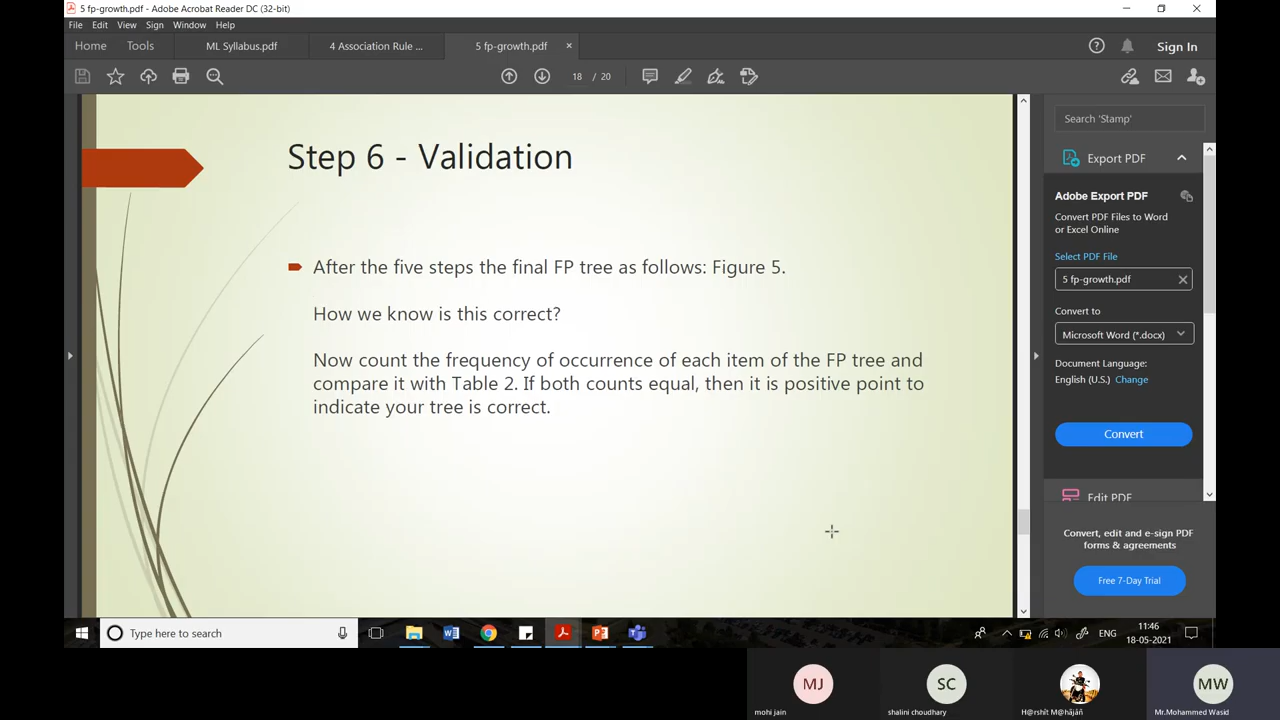 5 fp-growth.pdf - Adobe Acrobat Reader DC (32-bit)
File Edit View Sign Window Help
Home Tools ML Syllabus.pdf 4 Association Rule ... 5 fp-growth.pdf × Sign In
18 / 20
Step 6 - Validation
After the five steps the final FP tree as follows: Figure 5.
How we know is this correct?
Now count the frequency of occurrence of each item of the FP tree and
compare it with Table 2. If both counts equal, then it is positive point to
indicate your tree is correct.
Search 'Stamp'
Export PDF
Adobe Export PDF
Convert PDF Files to Word
or Excel Online
Select PDF File
5 fp-growth.pdf
Convert to
Microsoft Word (*.docx)
Document Language:
English (U.S.) Change
Convert
Edit PDF
Convert, edit and e-sign PDF
forms & agreements
Free 7-Day Trial
Type here to search
ENG
11:46
18-05-2021
MJ
mohi jain
SC
shalini choudhary
H@rshit M@hãjáñ
MW
Mr.Mohammed Wasid